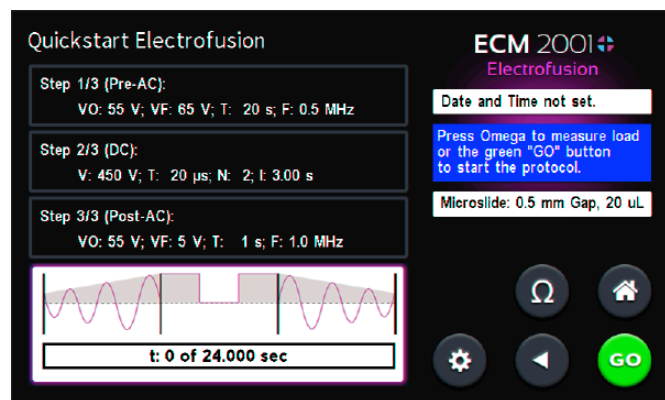 Quickstart Electrofusion
Step 1/3 (Pre-AC):
VO: 55 V; VF: 65 V; T: 20 s; F: 0.5 MHz
Step 2/3 (DC):
V: 450 V; T: 20 µs; N: 2; I: 3.00 s
Step 3/3 (Post-AC):
VO: 55 V; VF: 5 V; T: 1 s; F: 1.0 MHz
t: 0 of 24.000 sec
ECM 2001
Electrofusion
Date and Time not set.
Press Omega to measure load
or the green "GO" button
to start the protocol.
Microslide: 0.5 mm Gap, 20 uL
Ω
GO